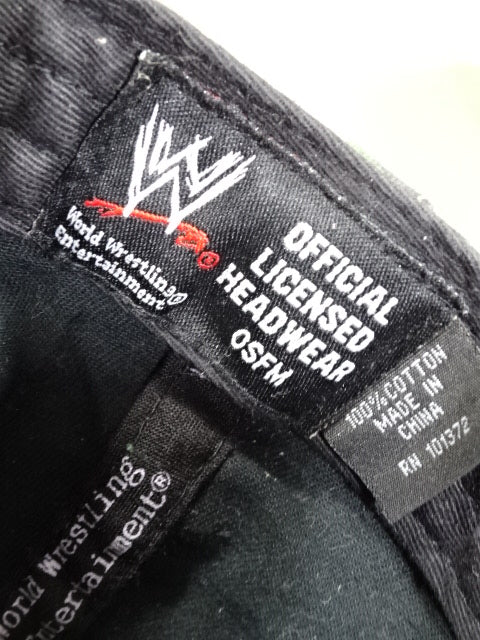 W
World Wrestling®
Entertainment
OFFICIAL
LICENSED
HEADWEAR
OSFM
100% COTTON
MADE IN
CHINA
RN 101372
World Wrestling
Entertainment®